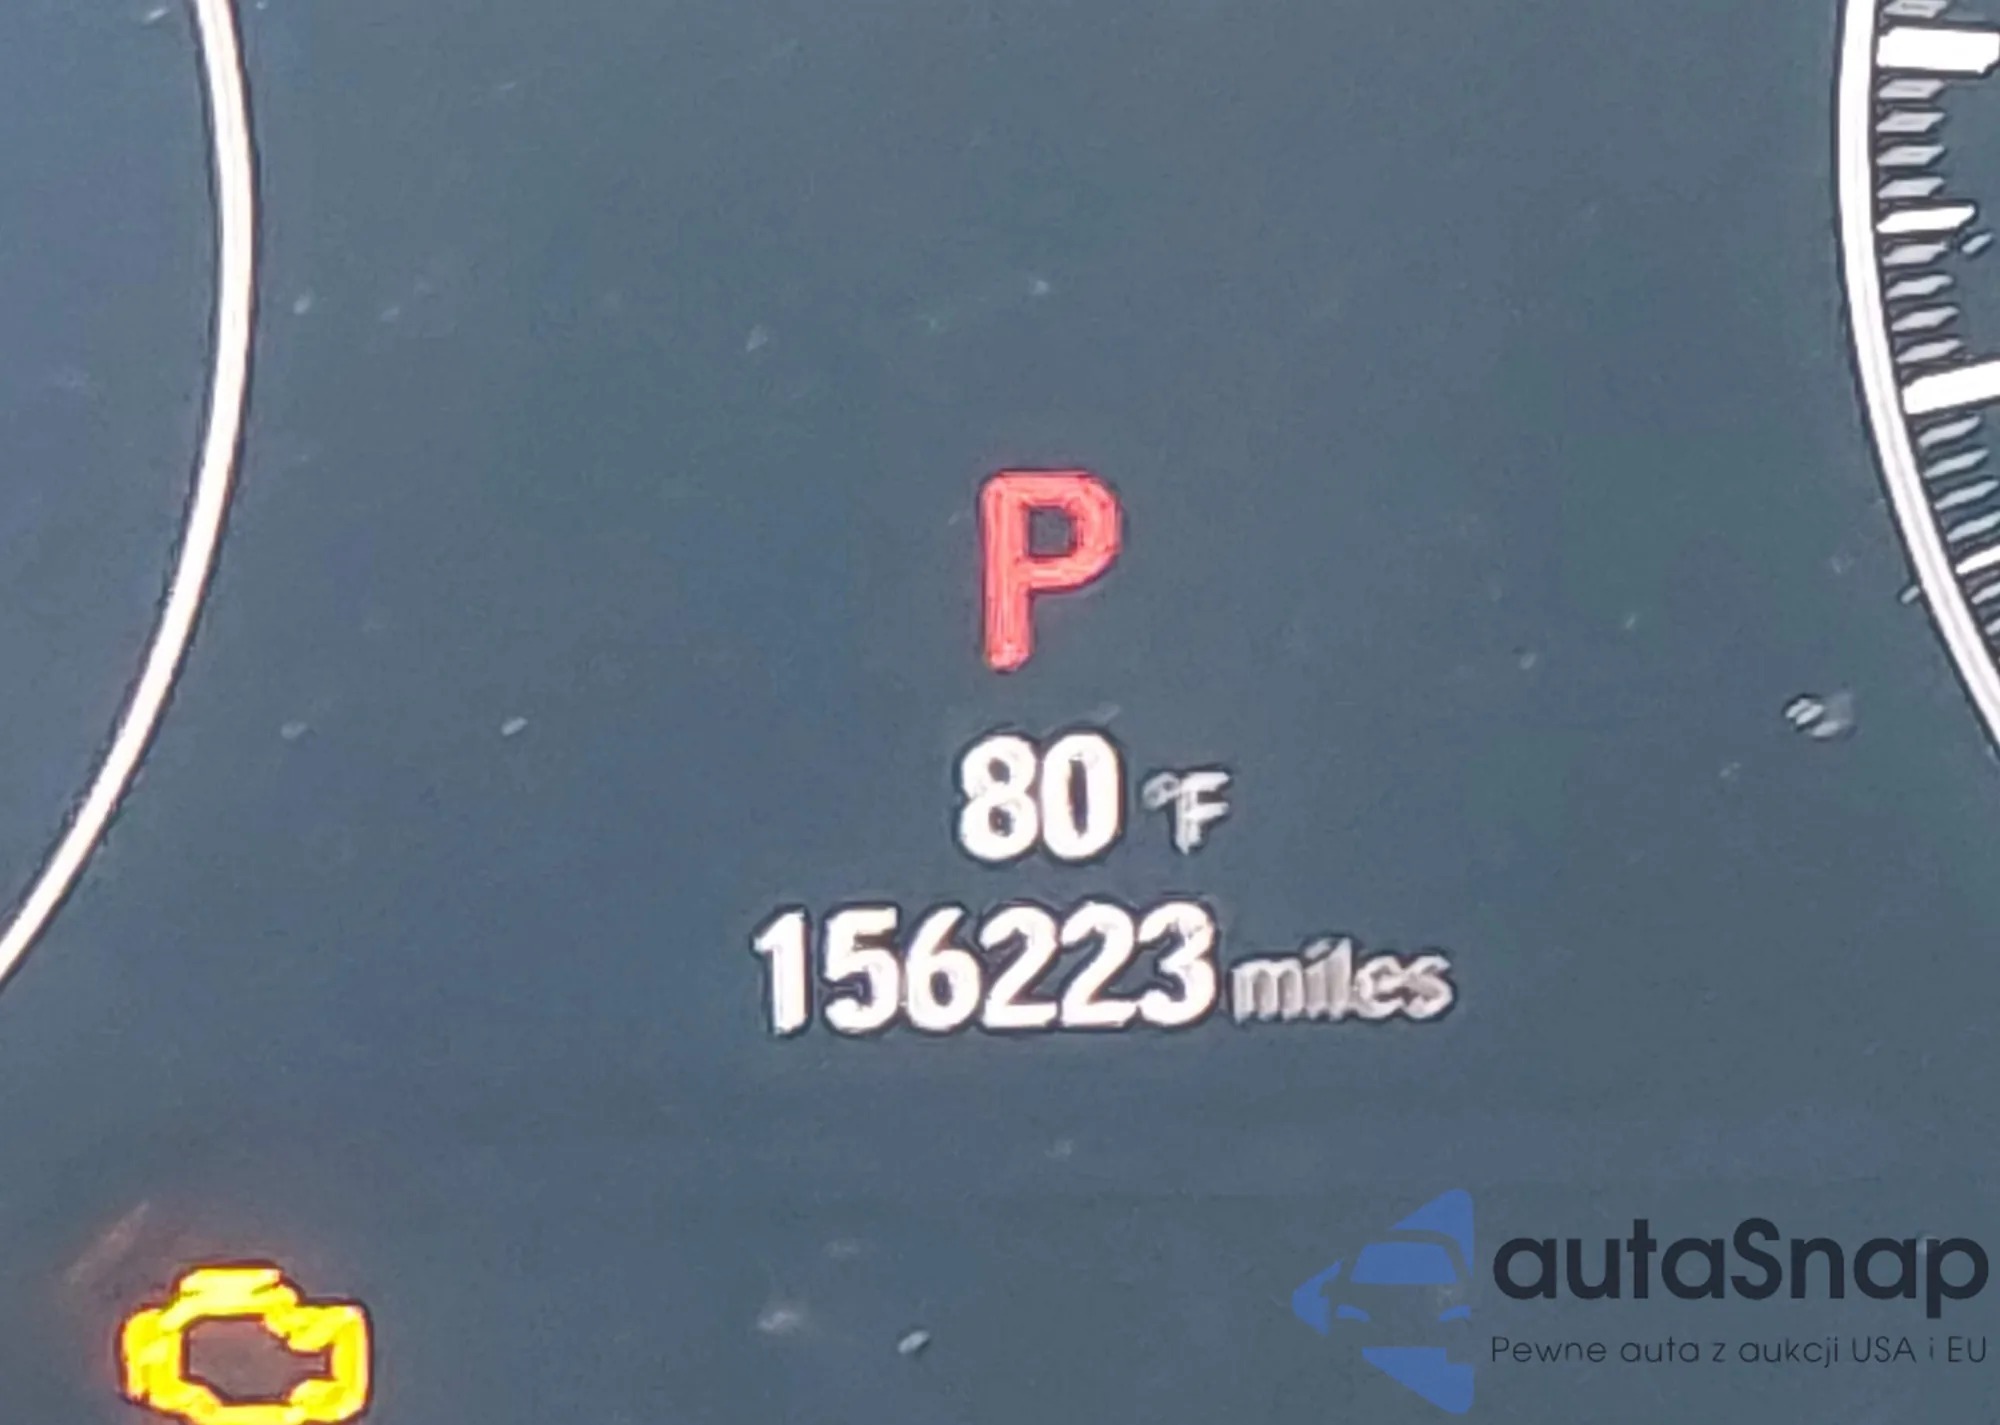 P
80 °F
156223 miles
autaSnap
Pewne auta z aukcji USA i EU